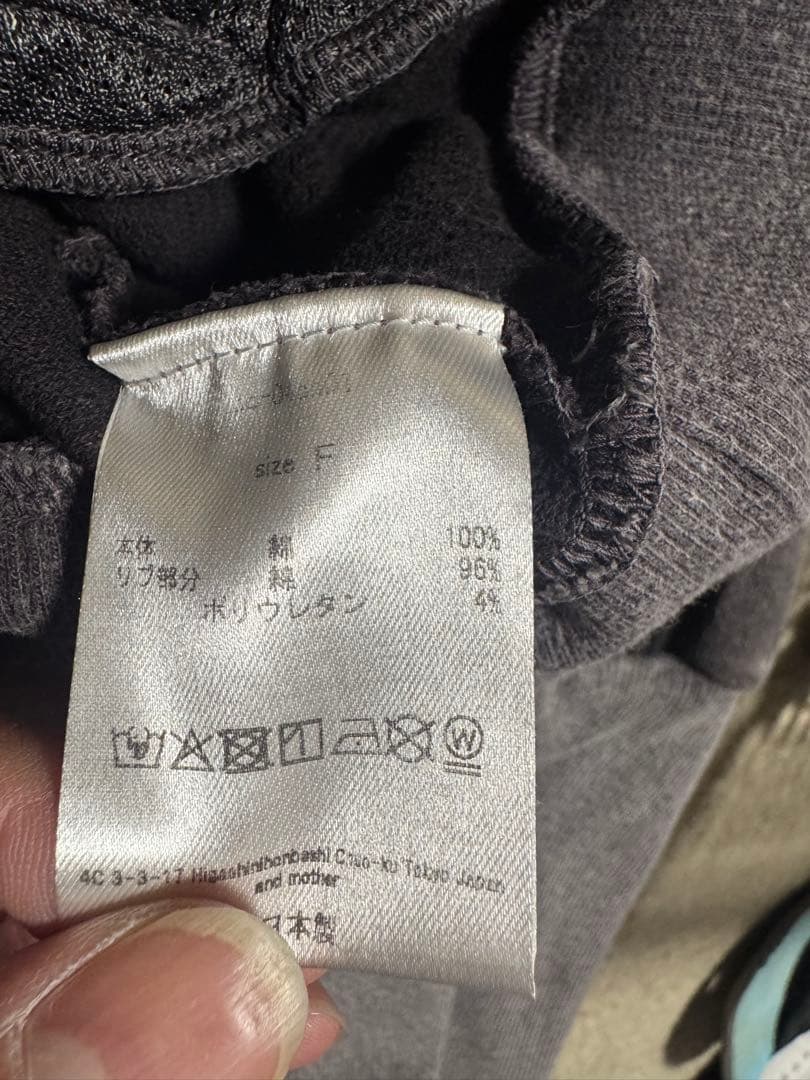 size F
本体 綿 100%
リブ部分 綿 96%
ポリウレタン 4%
4C 3-3-17 Higashinihonbashi Chuo-ku Tokyo Japan
and mother
日本製